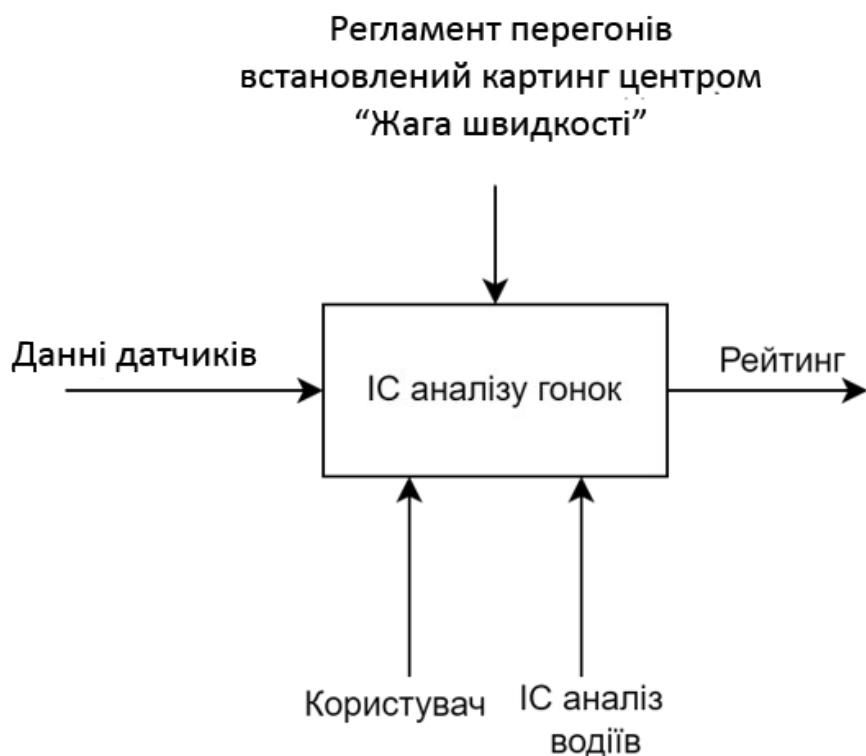 Регламент перегонів
встановлений картинг центром
“Жага швидкості”
Данні датчиків
ІС аналізу гонок
Рейтинг
Користувач
ІС аналіз
водіїв